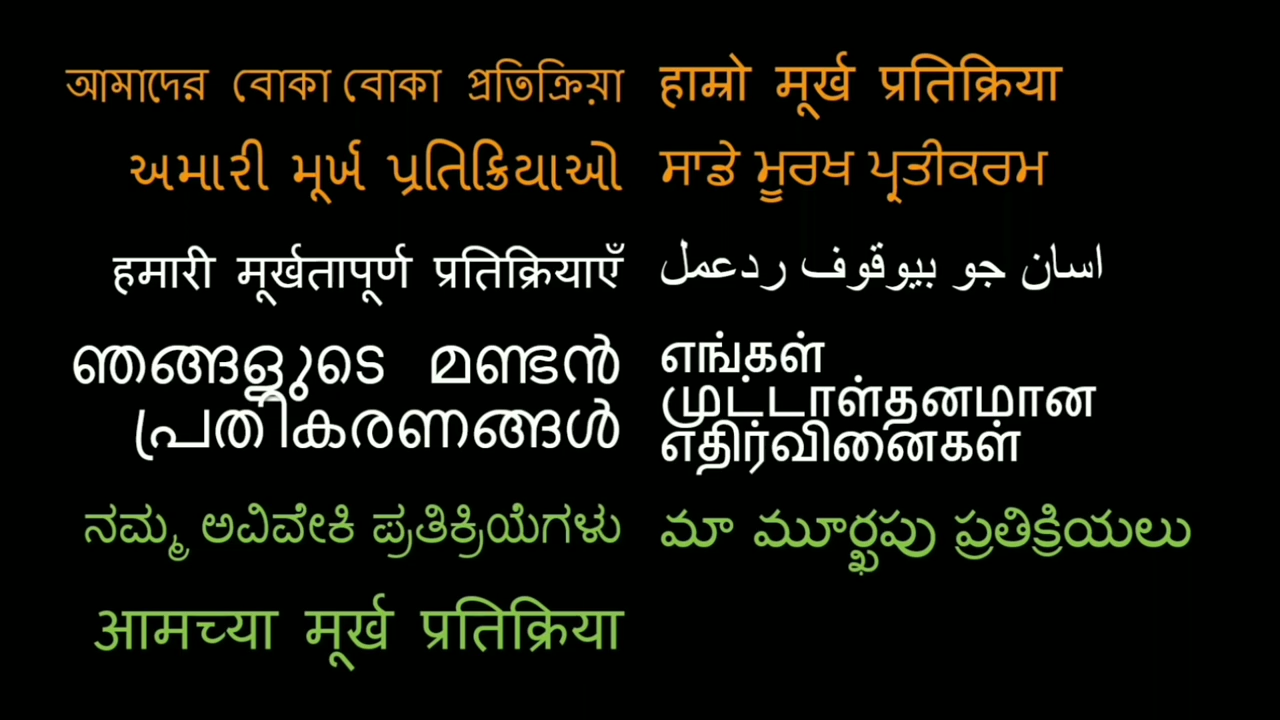 আমাদের বোকা বোকা প্রতিক্রিয়া
हाम्रो मूर्ख प्रतिक्रिया
અમારી મૂર્ખ પ્રતિક્રિયાઓ
ਸਾਡੇ ਮੂਰਖ ਪ੍ਰਤੀਕਰਮ
हमारी मूर्खतापूर्ण प्रतिक्रियाएँ
اسان جو بيوقوف ردعمل
ഞങ്ങളുടെ മണ്ടൻ
പ്രതികരണങ്ങൾ
எங்கள்
முட்டாள்தனமான
எதிர்வினைகள்
ನಮ್ಮ ಅವಿವೇಕಿ ಪ್ರತಿಕ್ರಿಯೆಗಳು
మా మూర్ఖపు ప్రతిక్రియలు
आमच्या मूर्ख प्रतिक्रिया